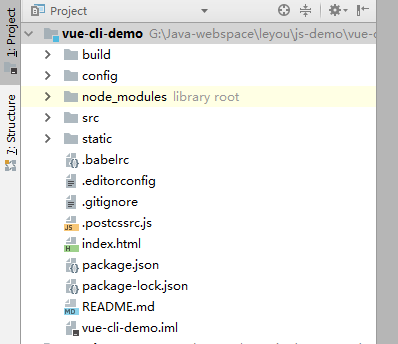 Project
vue-cli-demo G:\Java-webspace\leyou\js-demo\vue-c
build
config
node_modules library root
src
static
.babelrc
.editorconfig
.gitignore
.postcssrc.js
index.html
package.json
package-lock.json
README.md
vue-cli-demo.iml
1: Project
7: Structure